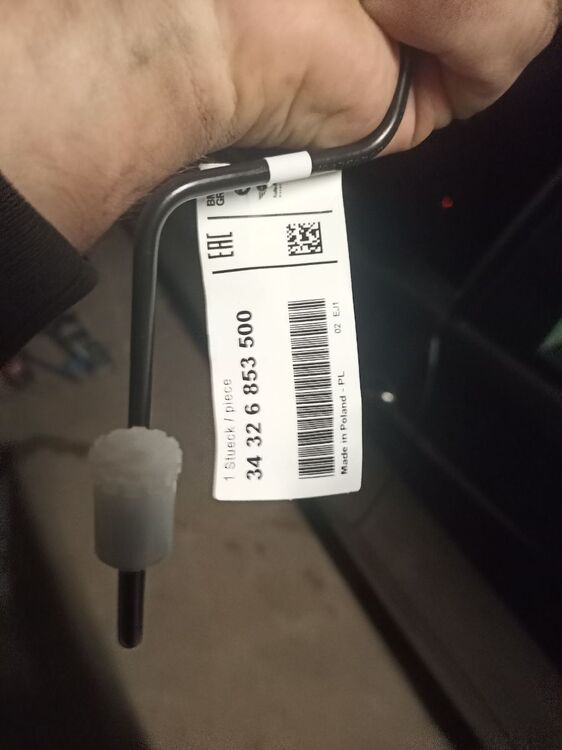 EAC
1 Stueck / piece
34 32 6 853 500
02 EJ1
Made in Poland - PL